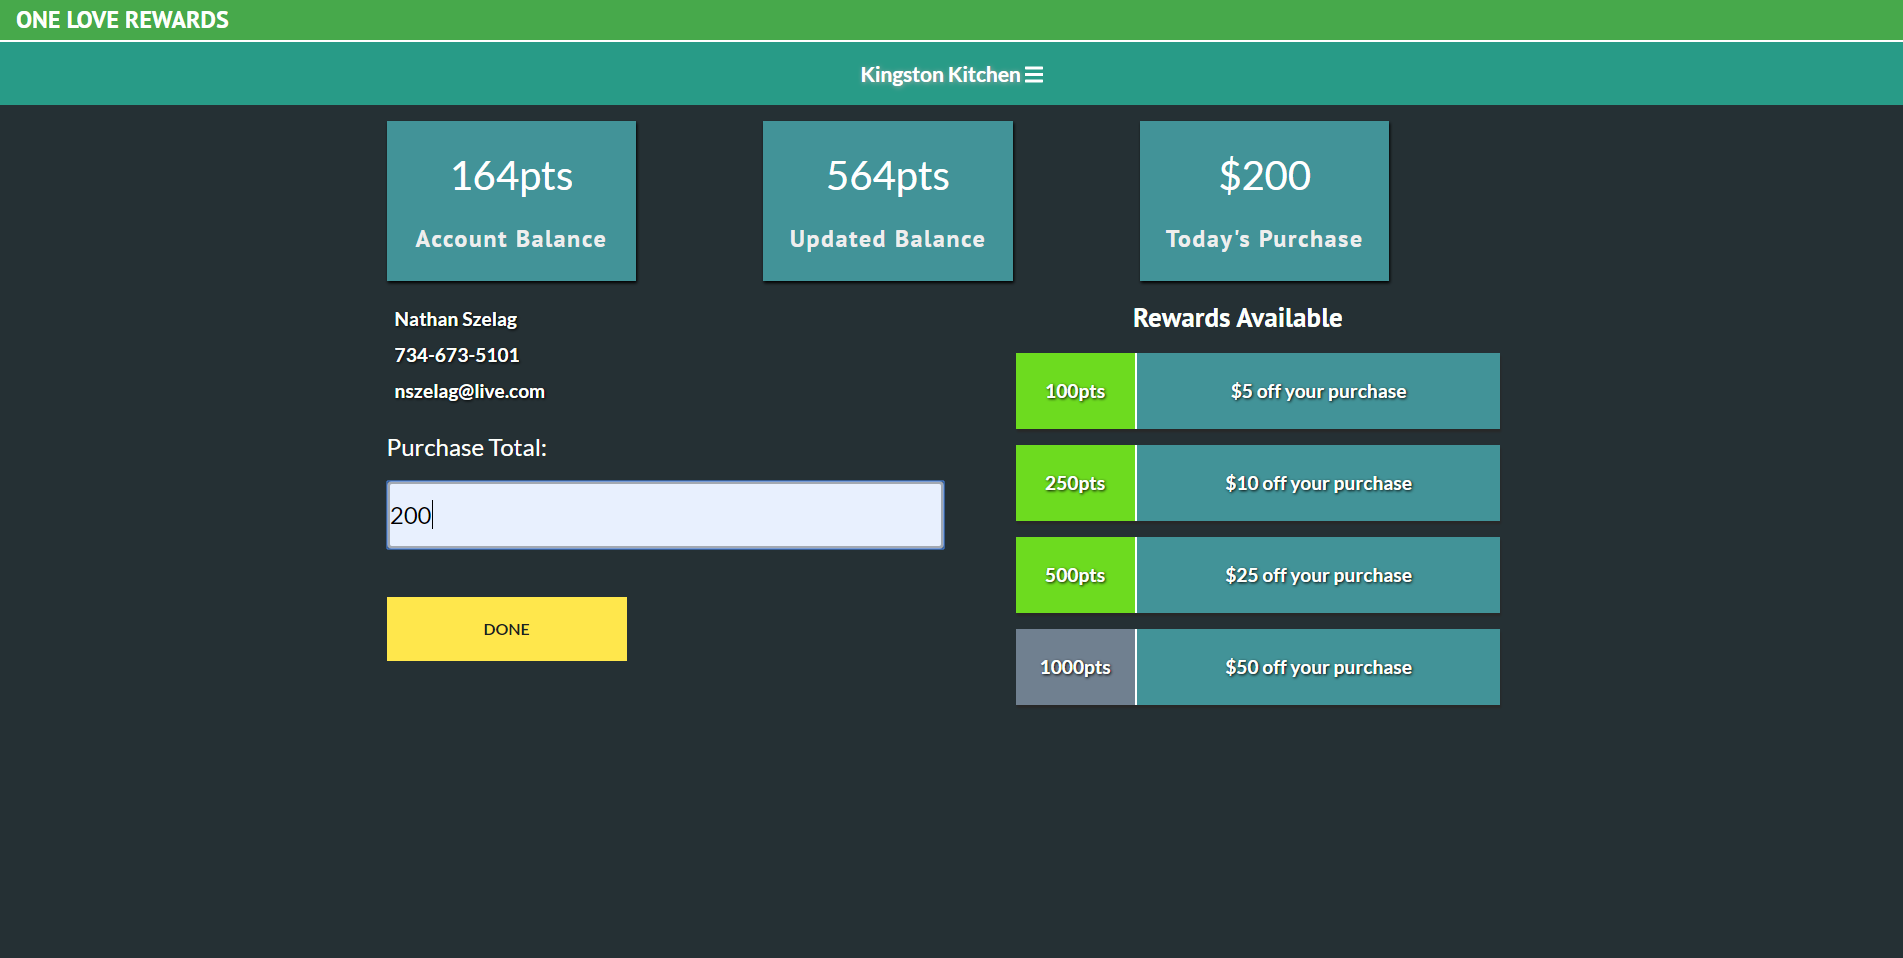 ONE LOVE REWARDS
Kingston Kitchen
164pts
Account Balance
564pts
Updated Balance
$200
Today's Purchase
Nathan Szelag
734-673-5101
nszelag@live.com
Purchase Total:
200
DONE
Rewards Available
100pts
$5 off your purchase
250pts
$10 off your purchase
500pts
$25 off your purchase
1000pts
$50 off your purchase